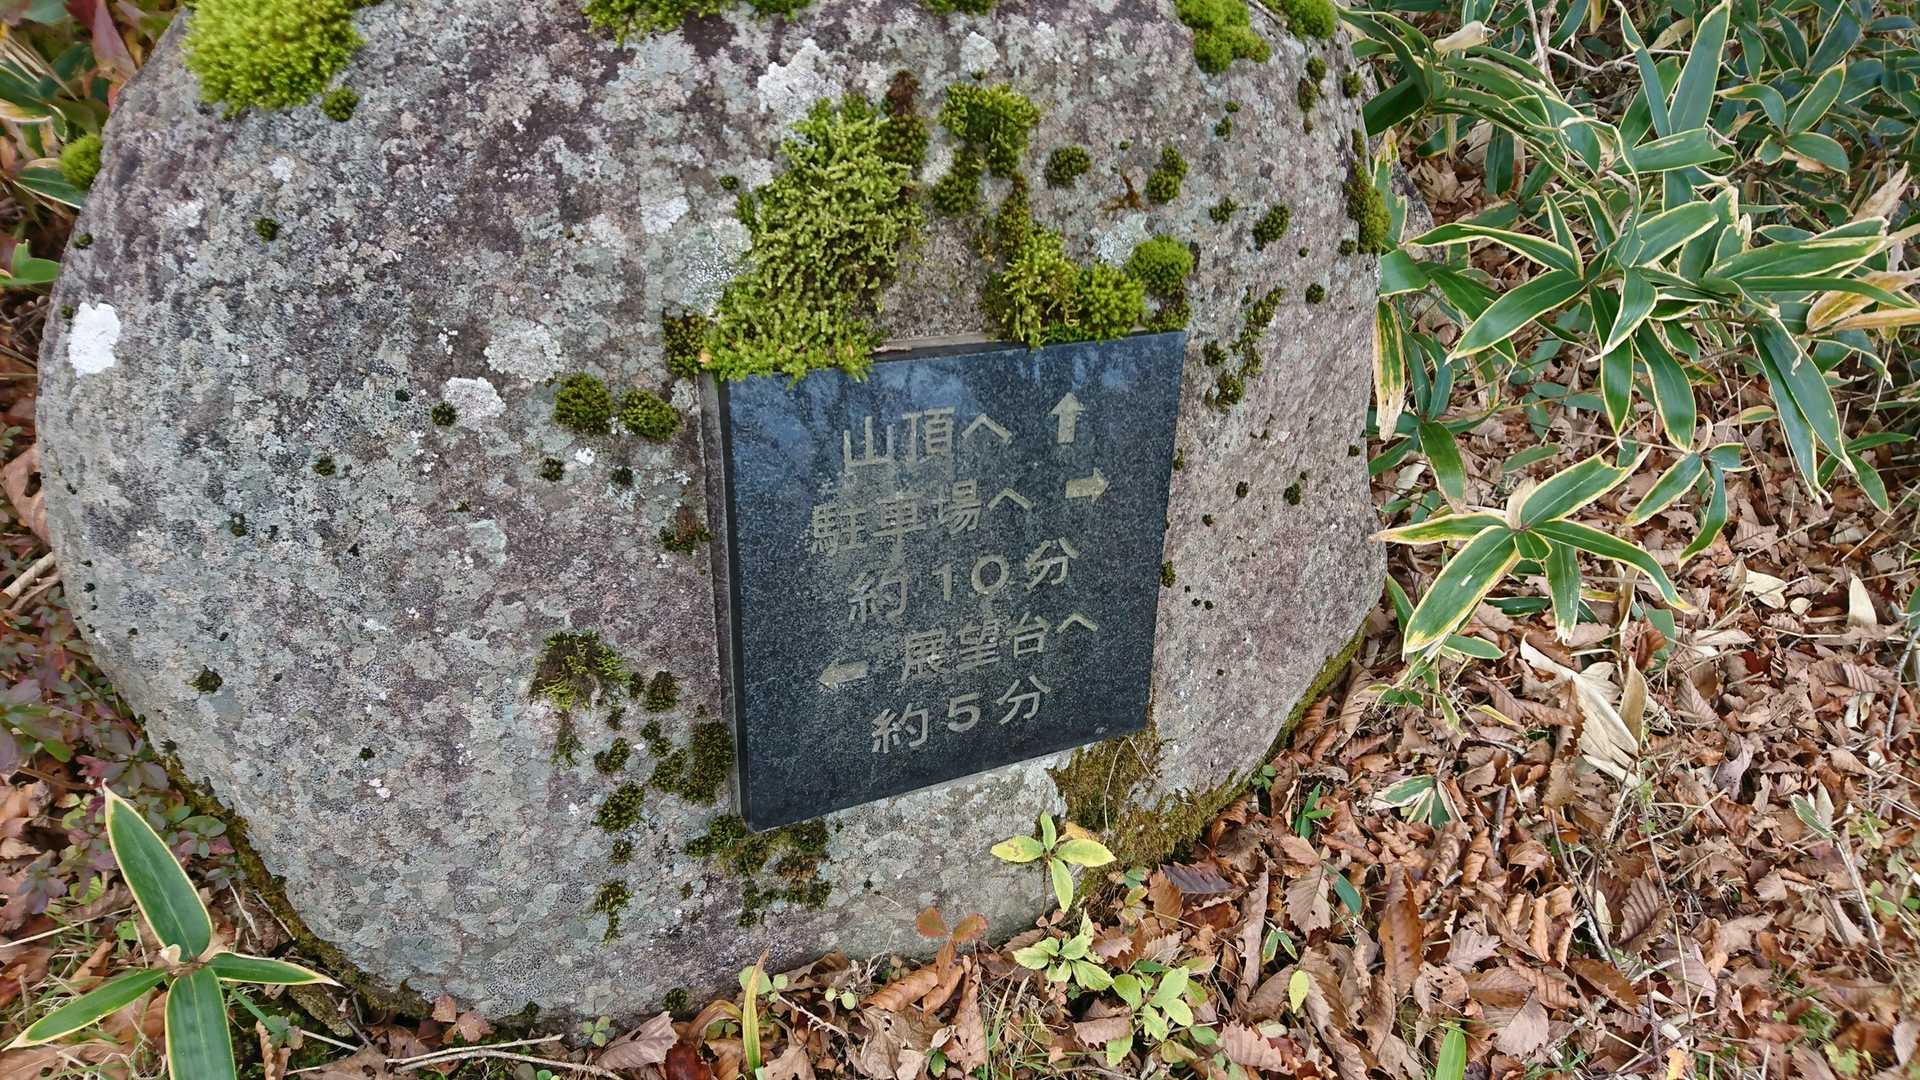 山頂へ ↑
駐車場へ →
約10分
← 展望台へ
約5分